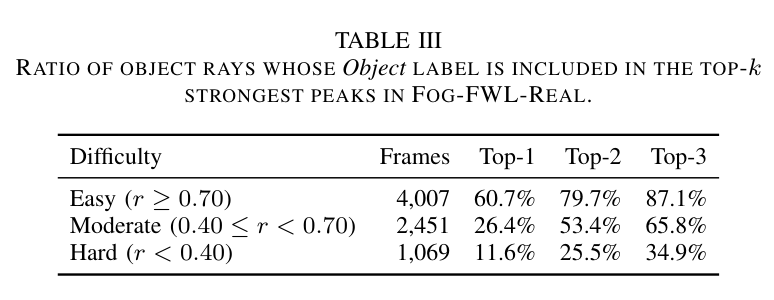 TABLE III
RATIO OF OBJECT RAYS WHOSE Object LABEL IS INCLUDED IN THE TOP-k
STRONGEST PEAKS IN FOG-FWL-REAL.
Difficulty Frames Top-1 Top-2 Top-3
Easy (r ≥ 0.70) 4,007 60.7% 79.7% 87.1%
Moderate (0.40 ≤ r < 0.70) 2,451 26.4% 53.4% 65.8%
Hard (r < 0.40) 1,069 11.6% 25.5% 34.9%